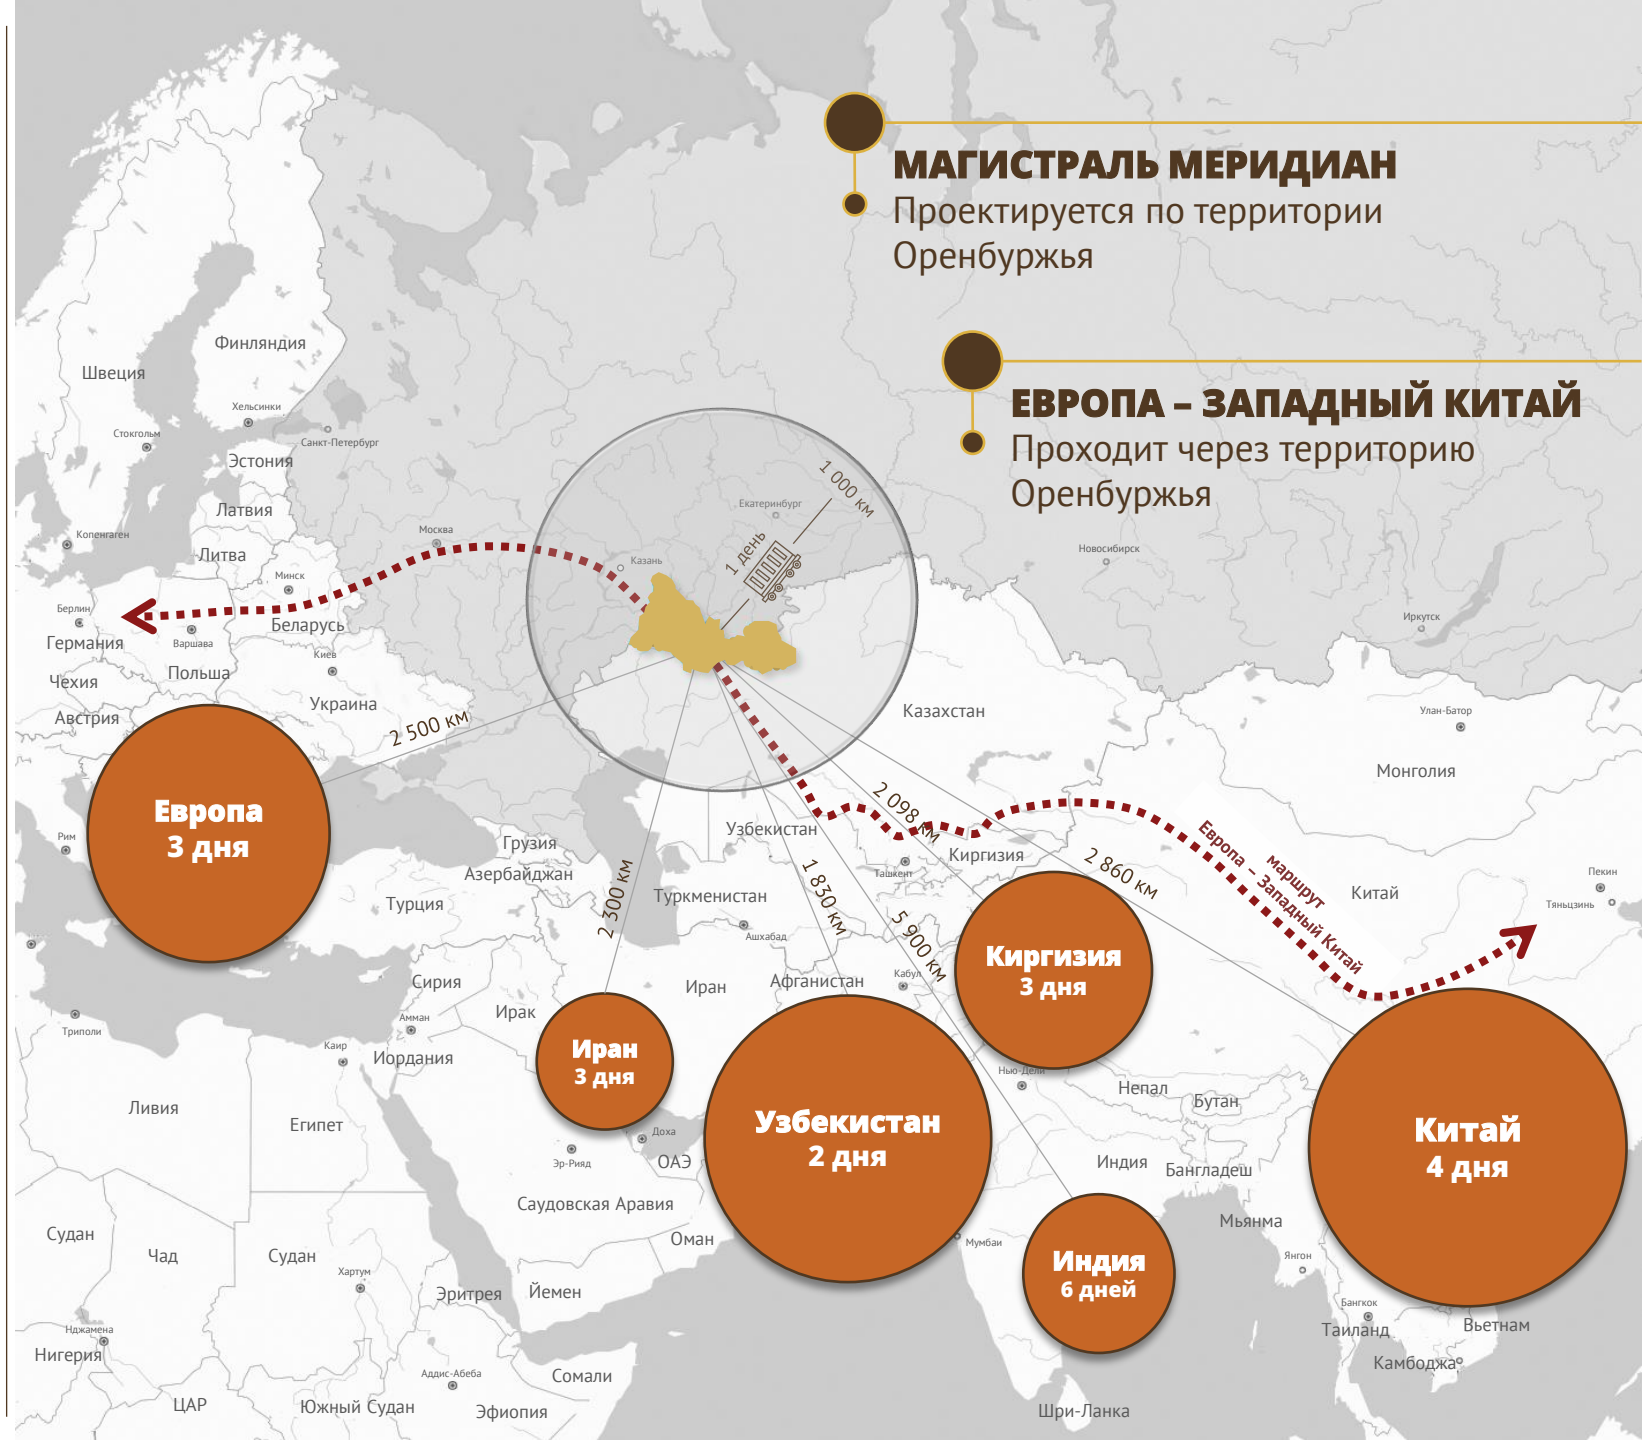 МАГИСТРАЛЬ МЕРИДИАН
Проектируется по территории
Оренбуржья
ЕВРОПА – ЗАПАДНЫЙ КИТАЙ
Проходит через территорию
Оренбуржья
Финляндия
Швеция
Хельсинки
Стокгольм
Санкт-Петербург
Эстония
Латвия
Копенгаген
Литва
Москва
Минск
Берлин
Беларусь
Германия
Варшава
Киев
Чехия
Польша
Украина
Австрия
Казань
Екатеринбург
1 000 км
1 день
Новосибирск
Иркутск
Казахстан
Улан-Батор
Монголия
2 500 км
Европа
3 дня
Рим
Грузия
Азербайджан
Турция
Узбекистан
Туркменистан
Ашхабад
Ташкент
Киргизия
2 098 км
2 860 км
2 300 км
1 830 км
5 900 км
маршрут
Европа – Западный Китай
Китай
Пекин
Тяньцзинь
Сирия
Ирак
Иран
Афганистан
Кабул
Киргизия
3 дня
Триполи
Амман
Каир
Иордания
Иран
3 дня
Нью-Дели
Непал
Бутан
Ливия
Египет
Доха
Эр-Рияд
ОАЭ
Узбекистан
2 дня
Индия
Бангладеш
Китай
4 дня
Саудовская Аравия
Оман
Мумбаи
Мьянма
Янгон
Судан
Чад
Судан
Хартум
Эритрея
Йемен
Индия
6 дней
Бангкок
Таиланд
Вьетнам
Камбоджа
Нджамена
Нигерия
Аддис-Абеба
Сомали
ЦАР
Южный Судан
Эфиопия
Шри-Ланка